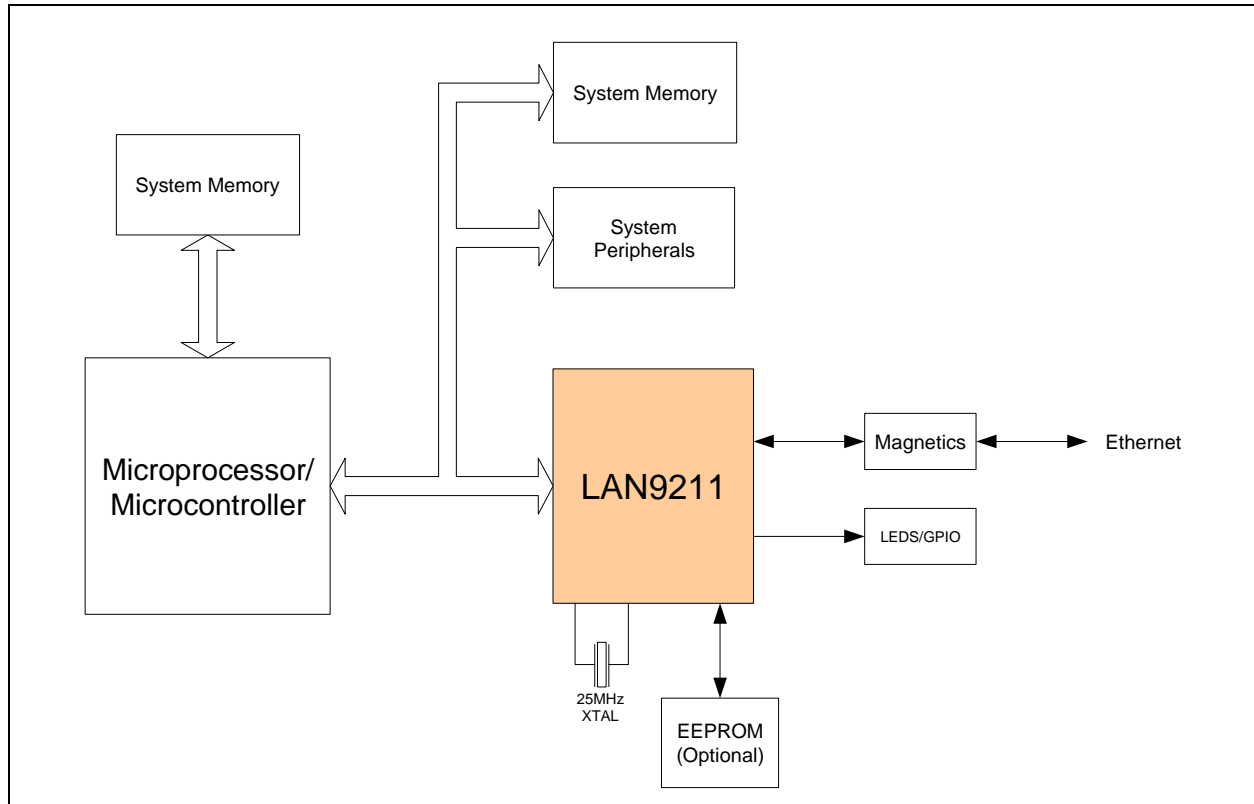 System Memory
System Memory
System
Peripherals
Microprocessor/
Microcontroller
LAN9211
Magnetics
Ethernet
LEDS/GPIO
25MHz
XTAL
EEPROM
(Optional)